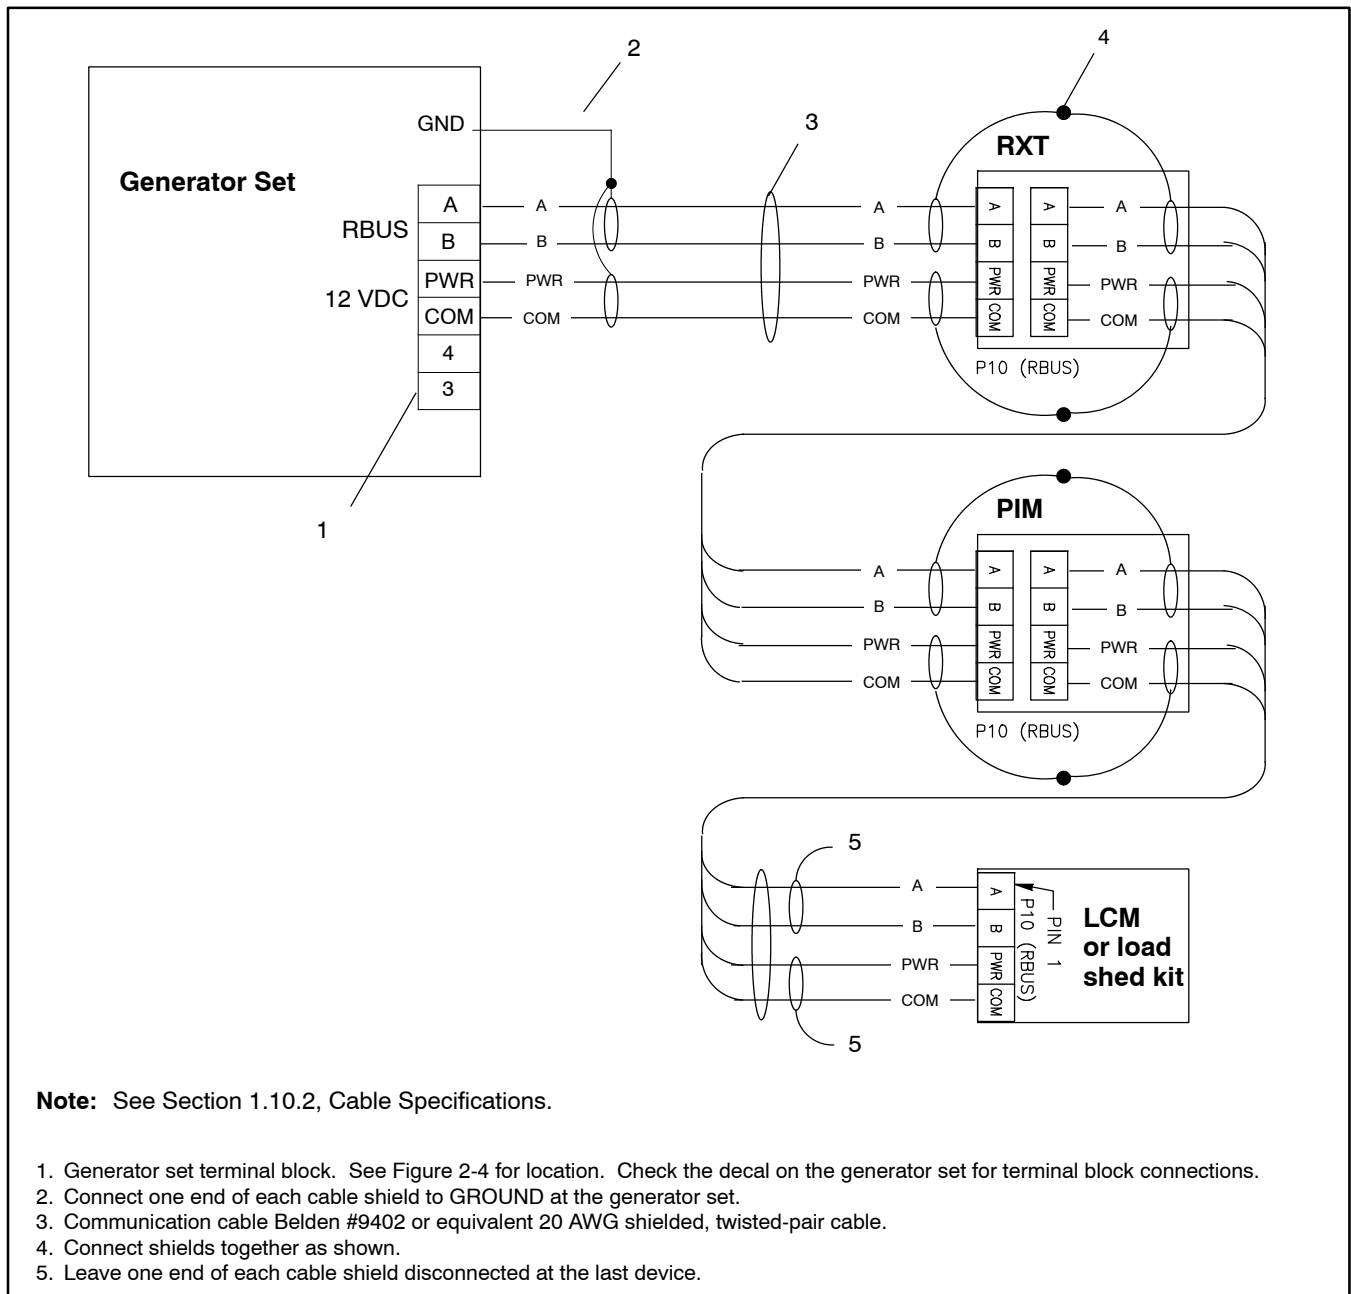 2
4
GND
3
RXT
Generator Set
RBUS
12 VDC
A
B
PWR
COM
4
3
A
B
PWR
COM
A
B
PWR
COM
A
B
PWR
COM
A
B
PWR
COM
A
B
PWR
COM
P10 (RBUS)
1
PIM
A
B
PWR
COM
A
B
PWR
COM
A
B
PWR
COM
A
B
PWR
COM
P10 (RBUS)
5
A
B
PWR
COM
A
B
PWR
COM
P10 (RBUS)
PIN 1
LCM
or load
shed kit
5
Note: See Section 1.10.2, Cable Specifications.
1. Generator set terminal block. See Figure 2-4 for location. Check the decal on the generator set for terminal block connections.
2. Connect one end of each cable shield to GROUND at the generator set.
3. Communication cable Belden #9402 or equivalent 20 AWG shielded, twisted-pair cable.
4. Connect shields together as shown.
5. Leave one end of each cable shield disconnected at the last device.